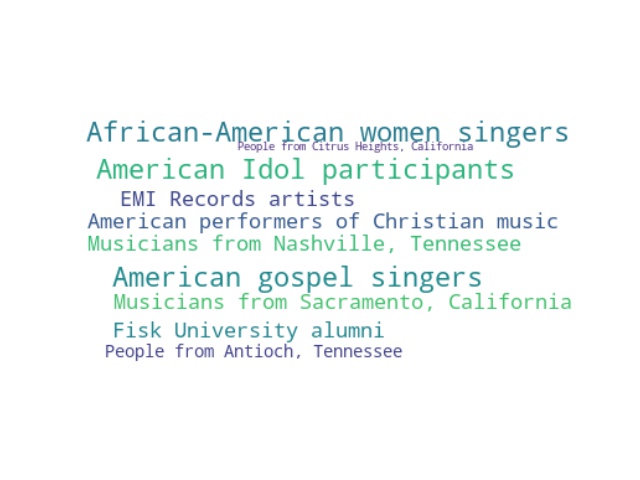 African-American women singers
People from Citrus Heights, California
American Idol participants
EMI Records artists
American performers of Christian music
Musicians from Nashville, Tennessee
American gospel singers
Musicians from Sacramento, California
Fisk University alumni
People from Antioch, Tennessee